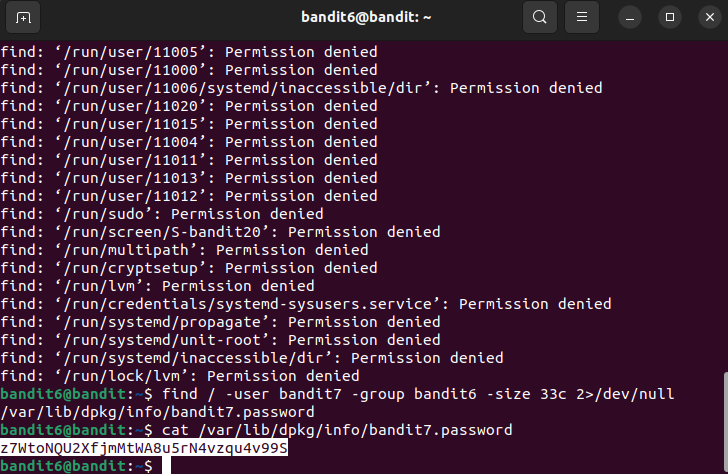 bandit6@bandit: ~
find: ‘/run/user/11005’: Permission denied
find: ‘/run/user/11000’: Permission denied
find: ‘/run/user/11006/systemd/inaccessible/dir’: Permission denied
find: ‘/run/user/11020’: Permission denied
find: ‘/run/user/11015’: Permission denied
find: ‘/run/user/11004’: Permission denied
find: ‘/run/user/11011’: Permission denied
find: ‘/run/user/11013’: Permission denied
find: ‘/run/user/11012’: Permission denied
find: ‘/run/sudo’: Permission denied
find: ‘/run/screen/S-bandit20’: Permission denied
find: ‘/run/multipath’: Permission denied
find: ‘/run/cryptsetup’: Permission denied
find: ‘/run/lvm’: Permission denied
find: ‘/run/credentials/systemd-sysusers.service’: Permission denied
find: ‘/run/systemd/propagate’: Permission denied
find: ‘/run/systemd/unit-root’: Permission denied
find: ‘/run/systemd/inaccessible/dir’: Permission denied
find: ‘/run/lock/lvm’: Permission denied
bandit6@bandit:~$ find / -user bandit7 -group bandit6 -size 33c 2>/dev/null
/var/lib/dpkg/info/bandit7.password
bandit6@bandit:~$ cat /var/lib/dpkg/info/bandit7.password
z7WtoNQU2XfjmMtWA8u5rN4vzqu4v99S
bandit6@bandit:~$